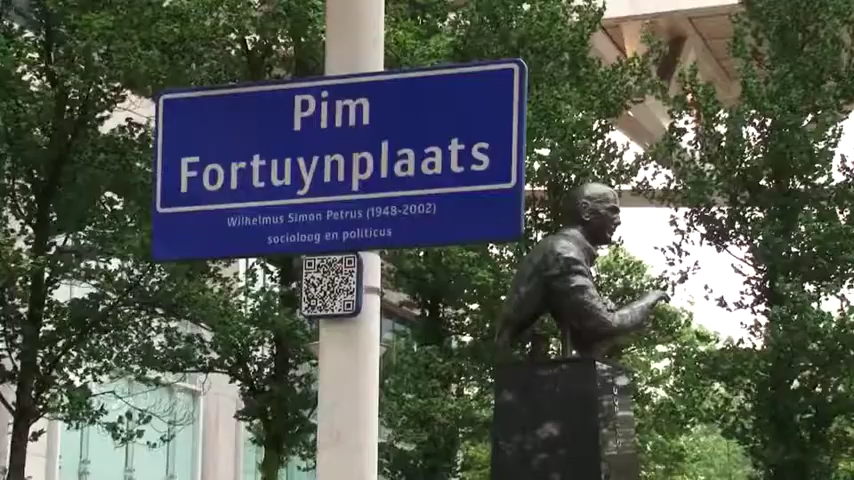 Pim
Fortuynplaats
Wilhelmus Simon Petrus (1948-2002)
socioloog en politicus